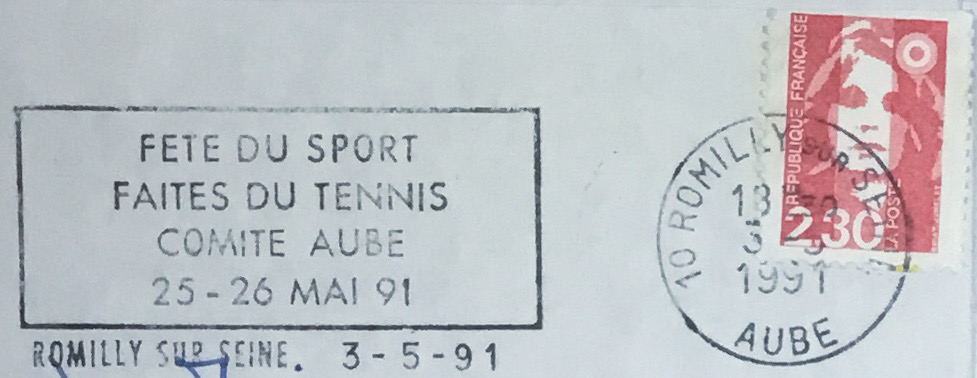 FETE DU SPORT
FAITES DU TENNIS
COMITE AUBE
25 - 26 MAI 91
ROMILLY SUR SEINE. 3 - 5 - 91
10 ROMILLY SUR
1991
AUBE
REPUBLIQUE FRANÇAISE
2,30
LA POSTE